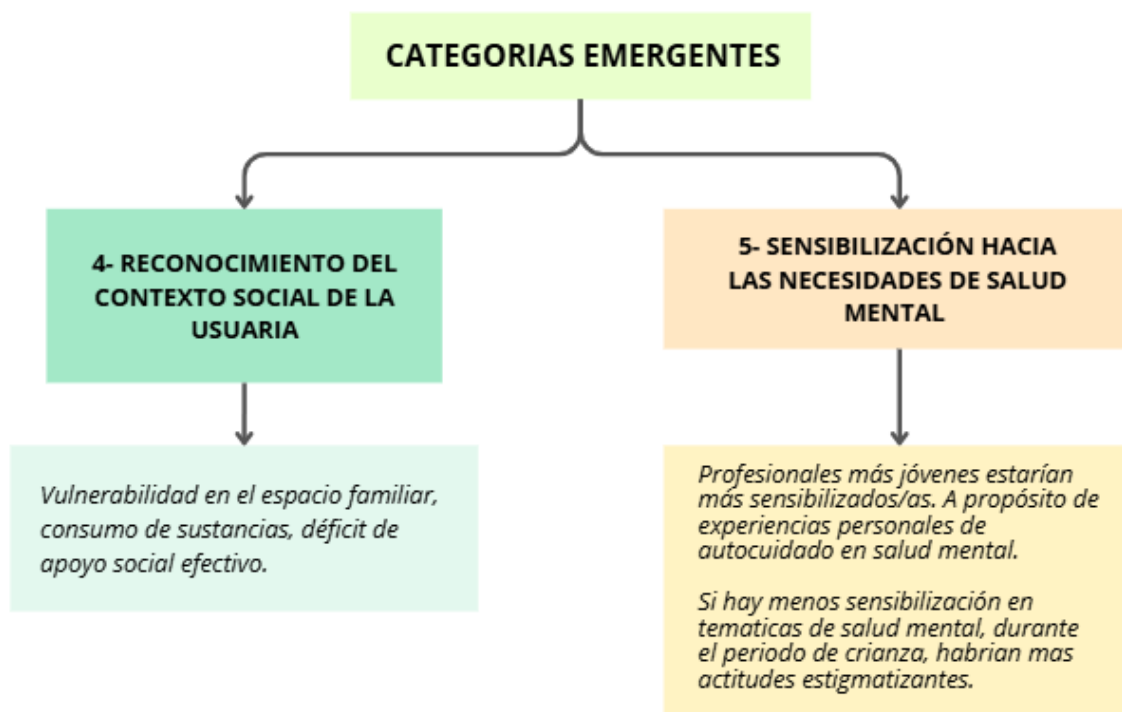 CATEGORIAS EMERGENTES
4- RECONOCIMIENTO DEL
CONTEXTO SOCIAL DE LA
USUARIA
5- SENSIBILIZACIÓN HACIA
LAS NECESIDADES DE SALUD
MENTAL
Vulnerabilidad en el espacio familiar,
consumo de sustancias, déficit de
apoyo social efectivo.
Profesionales más jóvenes estarían
más sensibilizados/as. A propósito de
experiencias personales de
autocuidado en salud mental.
Si hay menos sensibilización en
tematicas de salud mental, durante
el periodo de crianza, habrian mas
actitudes estigmatizantes.